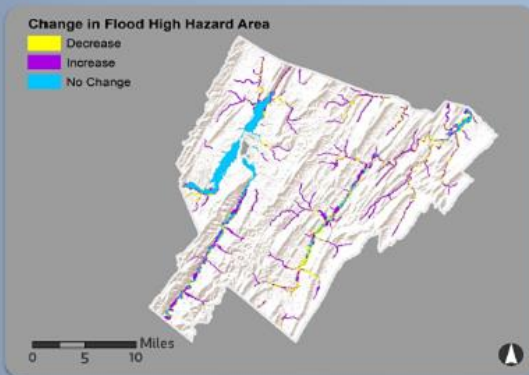 Change in Flood High Hazard Area
Decrease
Increase
No Change
Miles
0 5 10